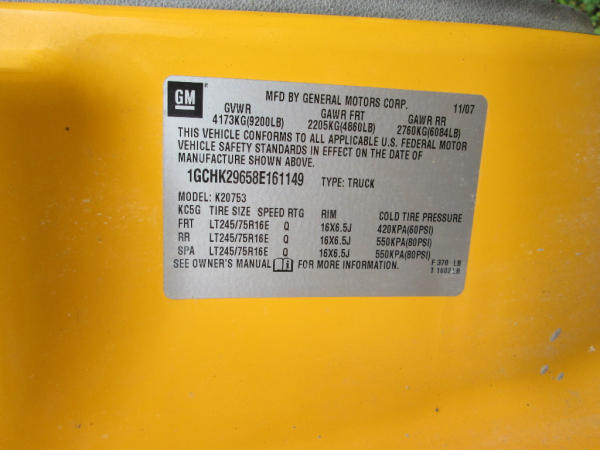 GM
MFD BY GENERAL MOTORS CORP. 11/07
GVWR GAWR FRT GAWR RR
4173KG(9200LB) 2205KG(4860LB) 2760KG(6084LB)
THIS VEHICLE CONFORMS TO ALL APPLICABLE U.S. FEDERAL MOTOR
VEHICLE SAFETY STANDARDS IN EFFECT ON THE DATE OF
MANUFACTURE SHOWN ABOVE.
1GCHK29658E161149 TYPE: TRUCK
MODEL: K20753
KC5G TIRE SIZE SPEED RTG RIM COLD TIRE PRESSURE
FRT LT245/75R16E Q 16X6.5J 420KPA(60PSI)
RR LT245/75R16E Q 16X6.5J 550KPA(80PSI)
SPA LT245/75R16E Q 16X6.5J 550KPA(80PSI)
SEE OWNER'S MANUAL FOR MORE INFORMATION.
F 370 LB
T LB